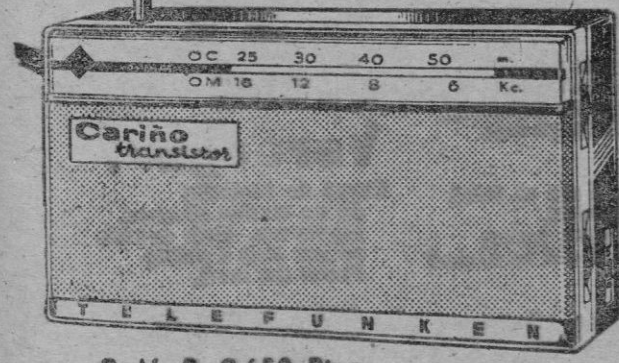 OC 25 30 40 50 m.
OM 16 12 8 6 Kc.
Cariño
transistor
TELEFUNKEN